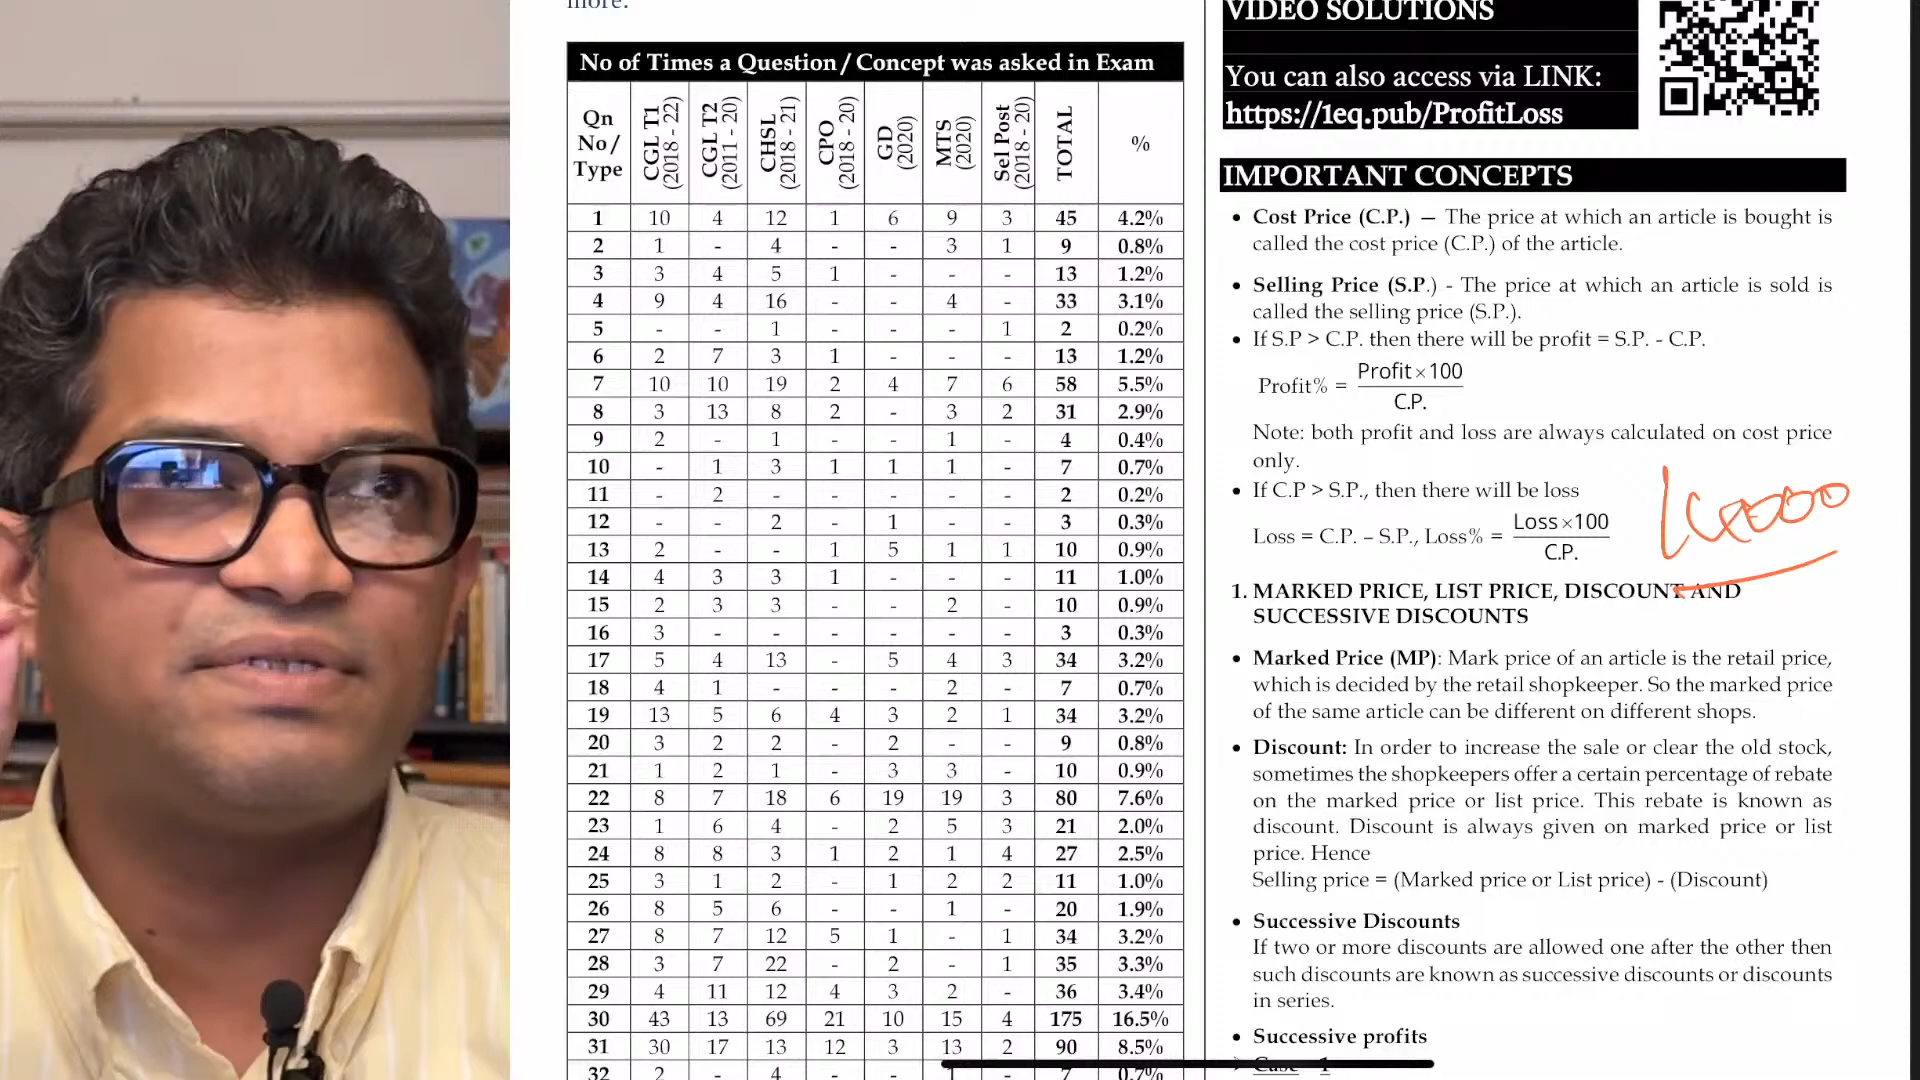 more.
No of Times a Question / Concept was asked in Exam
Qn No / Type CGL T1 (2018 - 22) CGL T2 (2011 - 20) CHSL (2018 - 21) CPO (2018 - 20) GD (2020) MTS (2020) Sel Post (2018 - 20) TOTAL %
1 10 4 12 1 6 9 3 45 4.2%
2 1 - 4 - - 3 1 9 0.8%
3 3 4 5 1 - - - 13 1.2%
4 9 4 16 - - 4 - 33 3.1%
5 - - 1 - - - 1 2 0.2%
6 2 7 3 1 - - - 13 1.2%
7 10 10 19 2 4 7 6 58 5.5%
8 3 13 8 2 - 3 2 31 2.9%
9 2 - 1 - - 1 - 4 0.4%
10 - 1 3 1 1 1 - 7 0.7%
11 - 2 - - - - - 2 0.2%
12 - - 2 - 1 - - 3 0.3%
13 2 - - 1 5 1 1 10 0.9%
14 4 3 3 1 - - - 11 1.0%
15 2 3 3 - - 2 - 10 0.9%
16 3 - - - - - - 3 0.3%
17 5 4 13 - 5 4 3 34 3.2%
18 4 1 - - - 2 - 7 0.7%
19 13 5 6 4 3 2 1 34 3.2%
20 3 2 2 - 2 - - 9 0.8%
21 1 2 1 - 3 3 - 10 0.9%
22 8 7 18 6 19 19 3 80 7.6%
23 1 6 4 - 2 5 3 21 2.0%
24 8 8 3 1 2 1 4 27 2.5%
25 3 1 2 - 1 2 2 11 1.0%
26 8 5 6 - - 1 - 20 1.9%
27 8 7 12 5 1 - 1 34 3.2%
28 3 7 22 - 2 - 1 35 3.3%
29 4 11 12 4 3 2 - 36 3.4%
30 43 13 69 21 10 15 4 175 16.5%
31 30 17 13 12 3 13 2 90 8.5%
32 2 - 4 - - 1 - 7 0.7%
VIDEO SOLUTIONS
You can also access via LINK:
https://1eq.pub/ProfitLoss
IMPORTANT CONCEPTS
• Cost Price (C.P.) – The price at which an article is bought is
called the cost price (C.P.) of the article.
• Selling Price (S.P.) - The price at which an article is sold is
called the selling price (S.P.).
• If S.P > C.P. then there will be profit = S.P. - C.P.
Profit% = Profit×100 / C.P.
Note: both profit and loss are always calculated on cost price
only.
• If C.P > S.P., then there will be loss
Loss = C.P. – S.P., Loss% = Loss×100 / C.P.
1. MARKED PRICE, LIST PRICE, DISCOUNT AND
SUCCESSIVE DISCOUNTS
• Marked Price (MP): Mark price of an article is the retail price,
which is decided by the retail shopkeeper. So the marked price
of the same article can be different on different shops.
• Discount: In order to increase the sale or clear the old stock,
sometimes the shopkeepers offer a certain percentage of rebate
on the marked price or list price. This rebate is known as
discount. Discount is always given on marked price or list
price. Hence
Selling price = (Marked price or List price) - (Discount)
• Successive Discounts
If two or more discounts are allowed one after the other then
such discounts are known as successive discounts or discounts
in series.
• Successive profits
Case 1